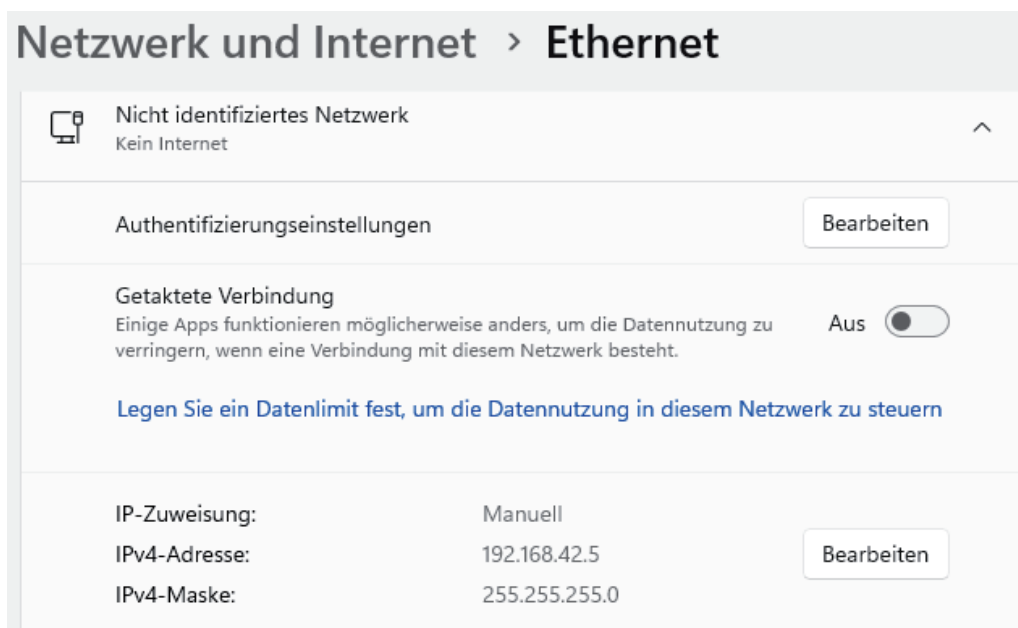 Netzwerk und Internet > Ethernet
Nicht identifiziertes Netzwerk
Kein Internet
Authentifizierungseinstellungen
Bearbeiten
Getaktete Verbindung
Einige Apps funktionieren möglicherweise anders, um die Datennutzung zu
verringern, wenn eine Verbindung mit diesem Netzwerk besteht.
Aus
Legen Sie ein Datenlimit fest, um die Datennutzung in diesem Netzwerk zu steuern
IP-Zuweisung: Manuell
IPv4-Adresse: 192.168.42.5
Bearbeiten
IPv4-Maske: 255.255.255.0